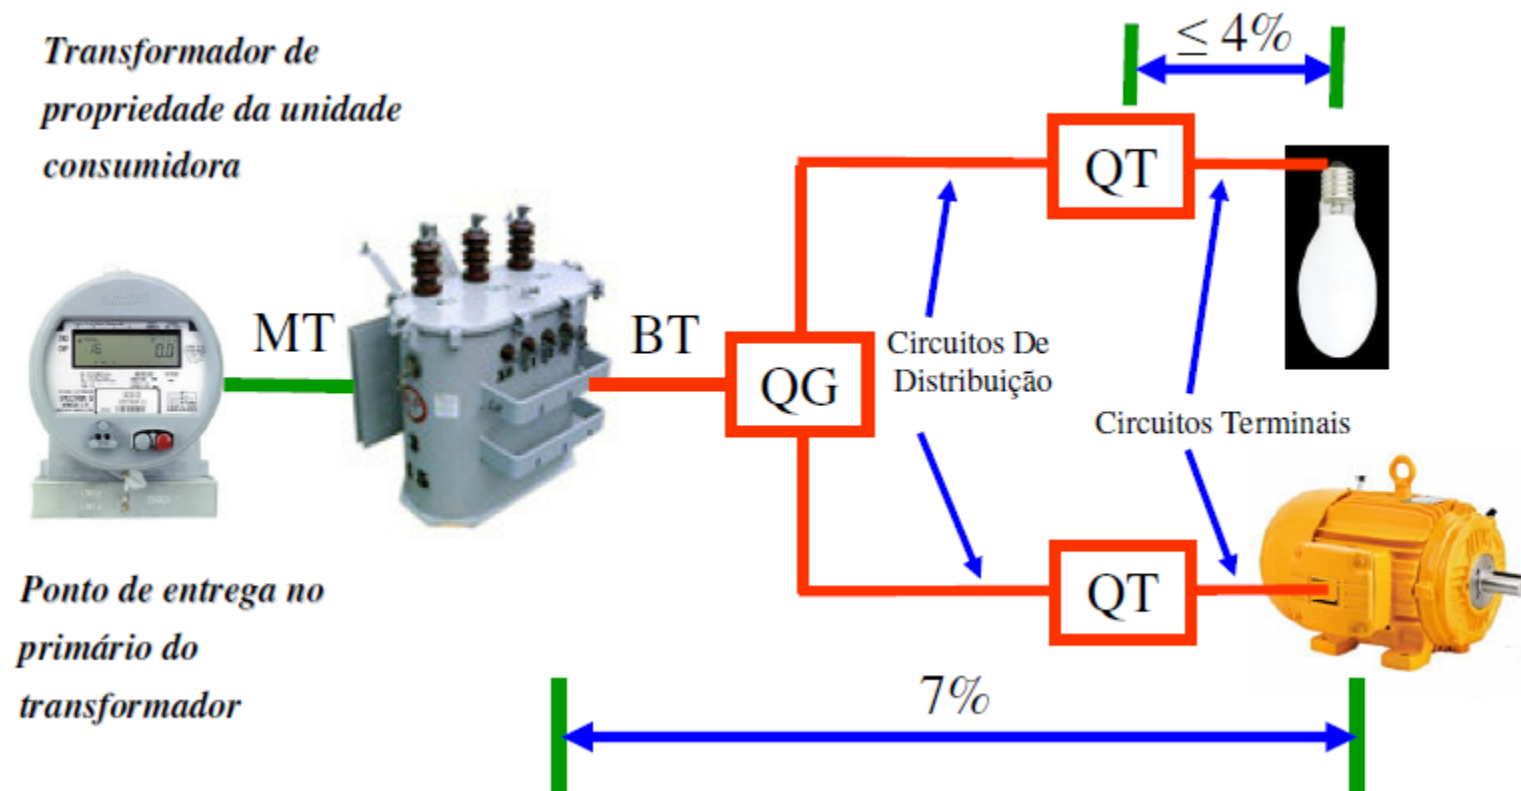 Transformador de
propriedade da unidade
consumidora
≤ 4%
QT
MT
BT
QG
Circuitos De
Distribuição
Circuitos Terminais
QT
Ponto de entrega no
primário do
transformador
7%